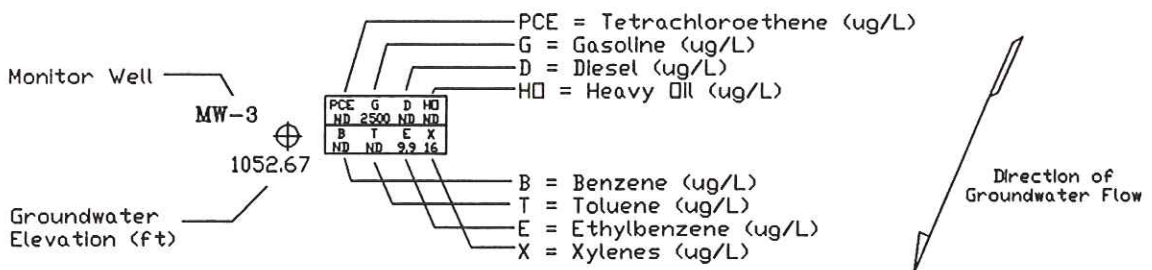 PCE = Tetrachloroethene (ug/L)
G = Gasoline (ug/L)
D = Diesel (ug/L)
HO = Heavy Oil (ug/L)
Monitor Well
MW-3
1052.67
PCE G D HO
ND 2500 ND ND
B T E X
ND ND 9.9 16
Groundwater
Elevation (ft)
B = Benzene (ug/L)
T = Toluene (ug/L)
E = Ethylbenzene (ug/L)
X = Xylenes (ug/L)
Direction of
Groundwater Flow